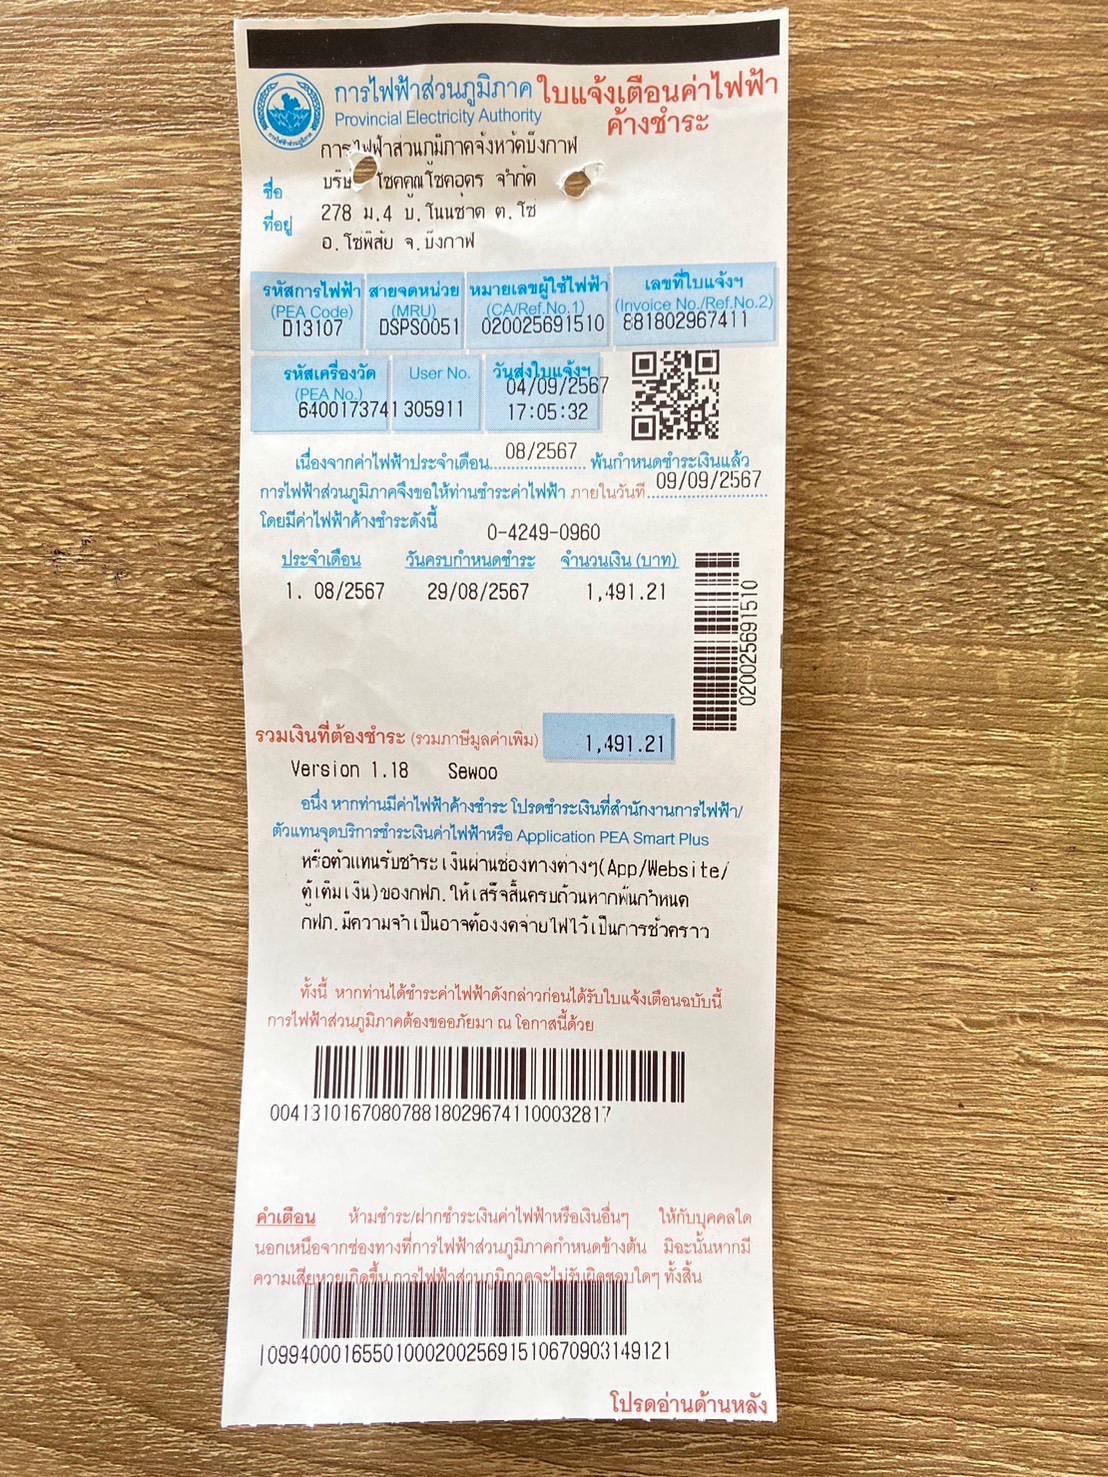 การไฟฟ้าส่วนภูมิภาค ใบแจ้งเตือนค่าไฟฟ้า
Provincial Electricity Authority ค้างชำระ
การไฟฟ้าส่วนภูมิภาคจังหวัดบึงกาฬ
ชื่อ โชคคูณโชคอุดร จำกัด
ที่อยู่ 278 ม.4 บ.โนนชาด ต.โซ่
อ.โซ่พิสัย จ.บึงกาฬ
รหัสการไฟฟ้า สายจดหน่วย หมายเลขผู้ใช้ไฟฟ้า เลขที่ใบแจ้งฯ
(PEA Code) (MRU) (CA/Ref.No.1) (Invoice No./Ref.No.2)
D13107 DSPS0051 020025691510 881802967411
รหัสเครื่องวัด User No. วันส่งใบแจ้งฯ
(PEA No.) 04/09/2567
6400173741 305911 17:05:32
เนื่องจากค่าไฟฟ้าประจำเดือน 08/2567 พ้นกำหนดชำระเงินแล้ว
การไฟฟ้าส่วนภูมิภาคจึงขอให้ท่านชำระค่าไฟฟ้า ภายในวันที่ 09/09/2567
โดยมีค่าไฟฟ้าค้างชำระดังนี้ 0-4249-0960
ประจำเดือน วันครบกำหนดชำระ จำนวนเงิน (บาท)
1. 08/2567 29/08/2567 1,491.21
020025691510
รวมเงินที่ต้องชำระ (รวมภาษีมูลค่าเพิ่ม) 1,491.21
Version 1.18 Sewoo
อนึ่ง หากท่านมีค่าไฟฟ้าค้างชำระ โปรดชำระเงินที่สำนักงานการไฟฟ้า/
ตัวแทนจุดบริการชำระเงินค่าไฟฟ้าหรือ Application PEA Smart Plus
หรือตัวแทนรับชำระเงินผ่านช่องทางต่างๆ(App/Website/
ตู้เติมเงิน)ของกฟภ.ให้เสร็จสิ้นครบถ้วนหากพ้นกำหนด
กฟภ.มีความจำเป็นอาจต้องงดจ่ายไฟไว้เป็นการชั่วคราว
ทั้งนี้ หากท่านได้ชำระค่าไฟฟ้าดังกล่าวก่อนได้รับใบแจ้งเตือนฉบับนี้
การไฟฟ้าส่วนภูมิภาคต้องขออภัยมา ณ โอกาสนี้ด้วย
0041310167080788180296741100032817
คำเตือน ห้ามชำระ/ฝากชำระเงินค่าไฟฟ้าหรือเงินอื่นๆ ให้กับบุคคลใด
นอกเหนือจากช่องทางที่การไฟฟ้าส่วนภูมิภาคกำหนดข้างต้น มิฉะนั้นหากมี
ความเสียหายเกิดขึ้น การไฟฟ้าส่วนภูมิภาคจะไม่รับผิดชอบใดๆ ทั้งสิ้น
|099400016550100020025691510670903149121
โปรดอ่านด้านหลัง